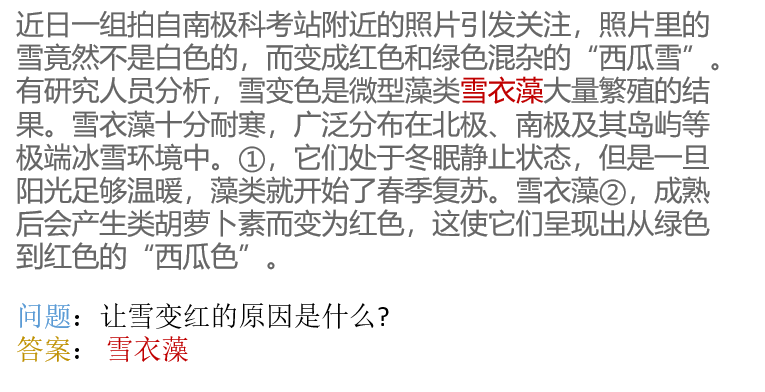 近日一组拍自南极科考站附近的照片引发关注，照片里的
雪竟然不是白色的，而变成红色和绿色混杂的“西瓜雪”。
有研究人员分析，雪变色是微型藻类雪衣藻大量繁殖的结
果。雪衣藻十分耐寒，广泛分布在北极、南极及其岛屿等
极端冰雪环境中。①，它们处于冬眠静止状态，但是一旦
阳光足够温暖，藻类就开始了春季复苏。雪衣藻②，成熟
后会产生类胡萝卜素而变为红色，这使它们呈现出从绿色
到红色的“西瓜色”。
问题：让雪变红的原因是什么?
答案： 雪衣藻